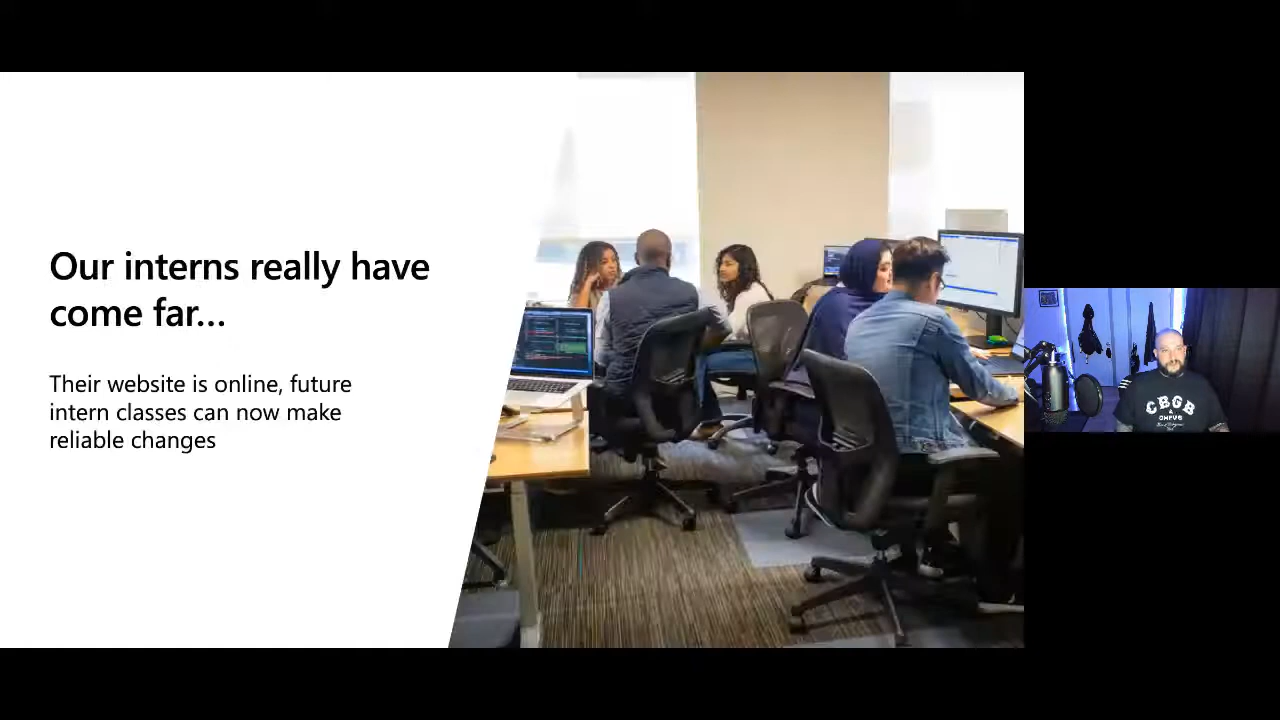 Our interns really have
come far...
Their website is online, future
intern classes can now make
reliable changes
CBGB